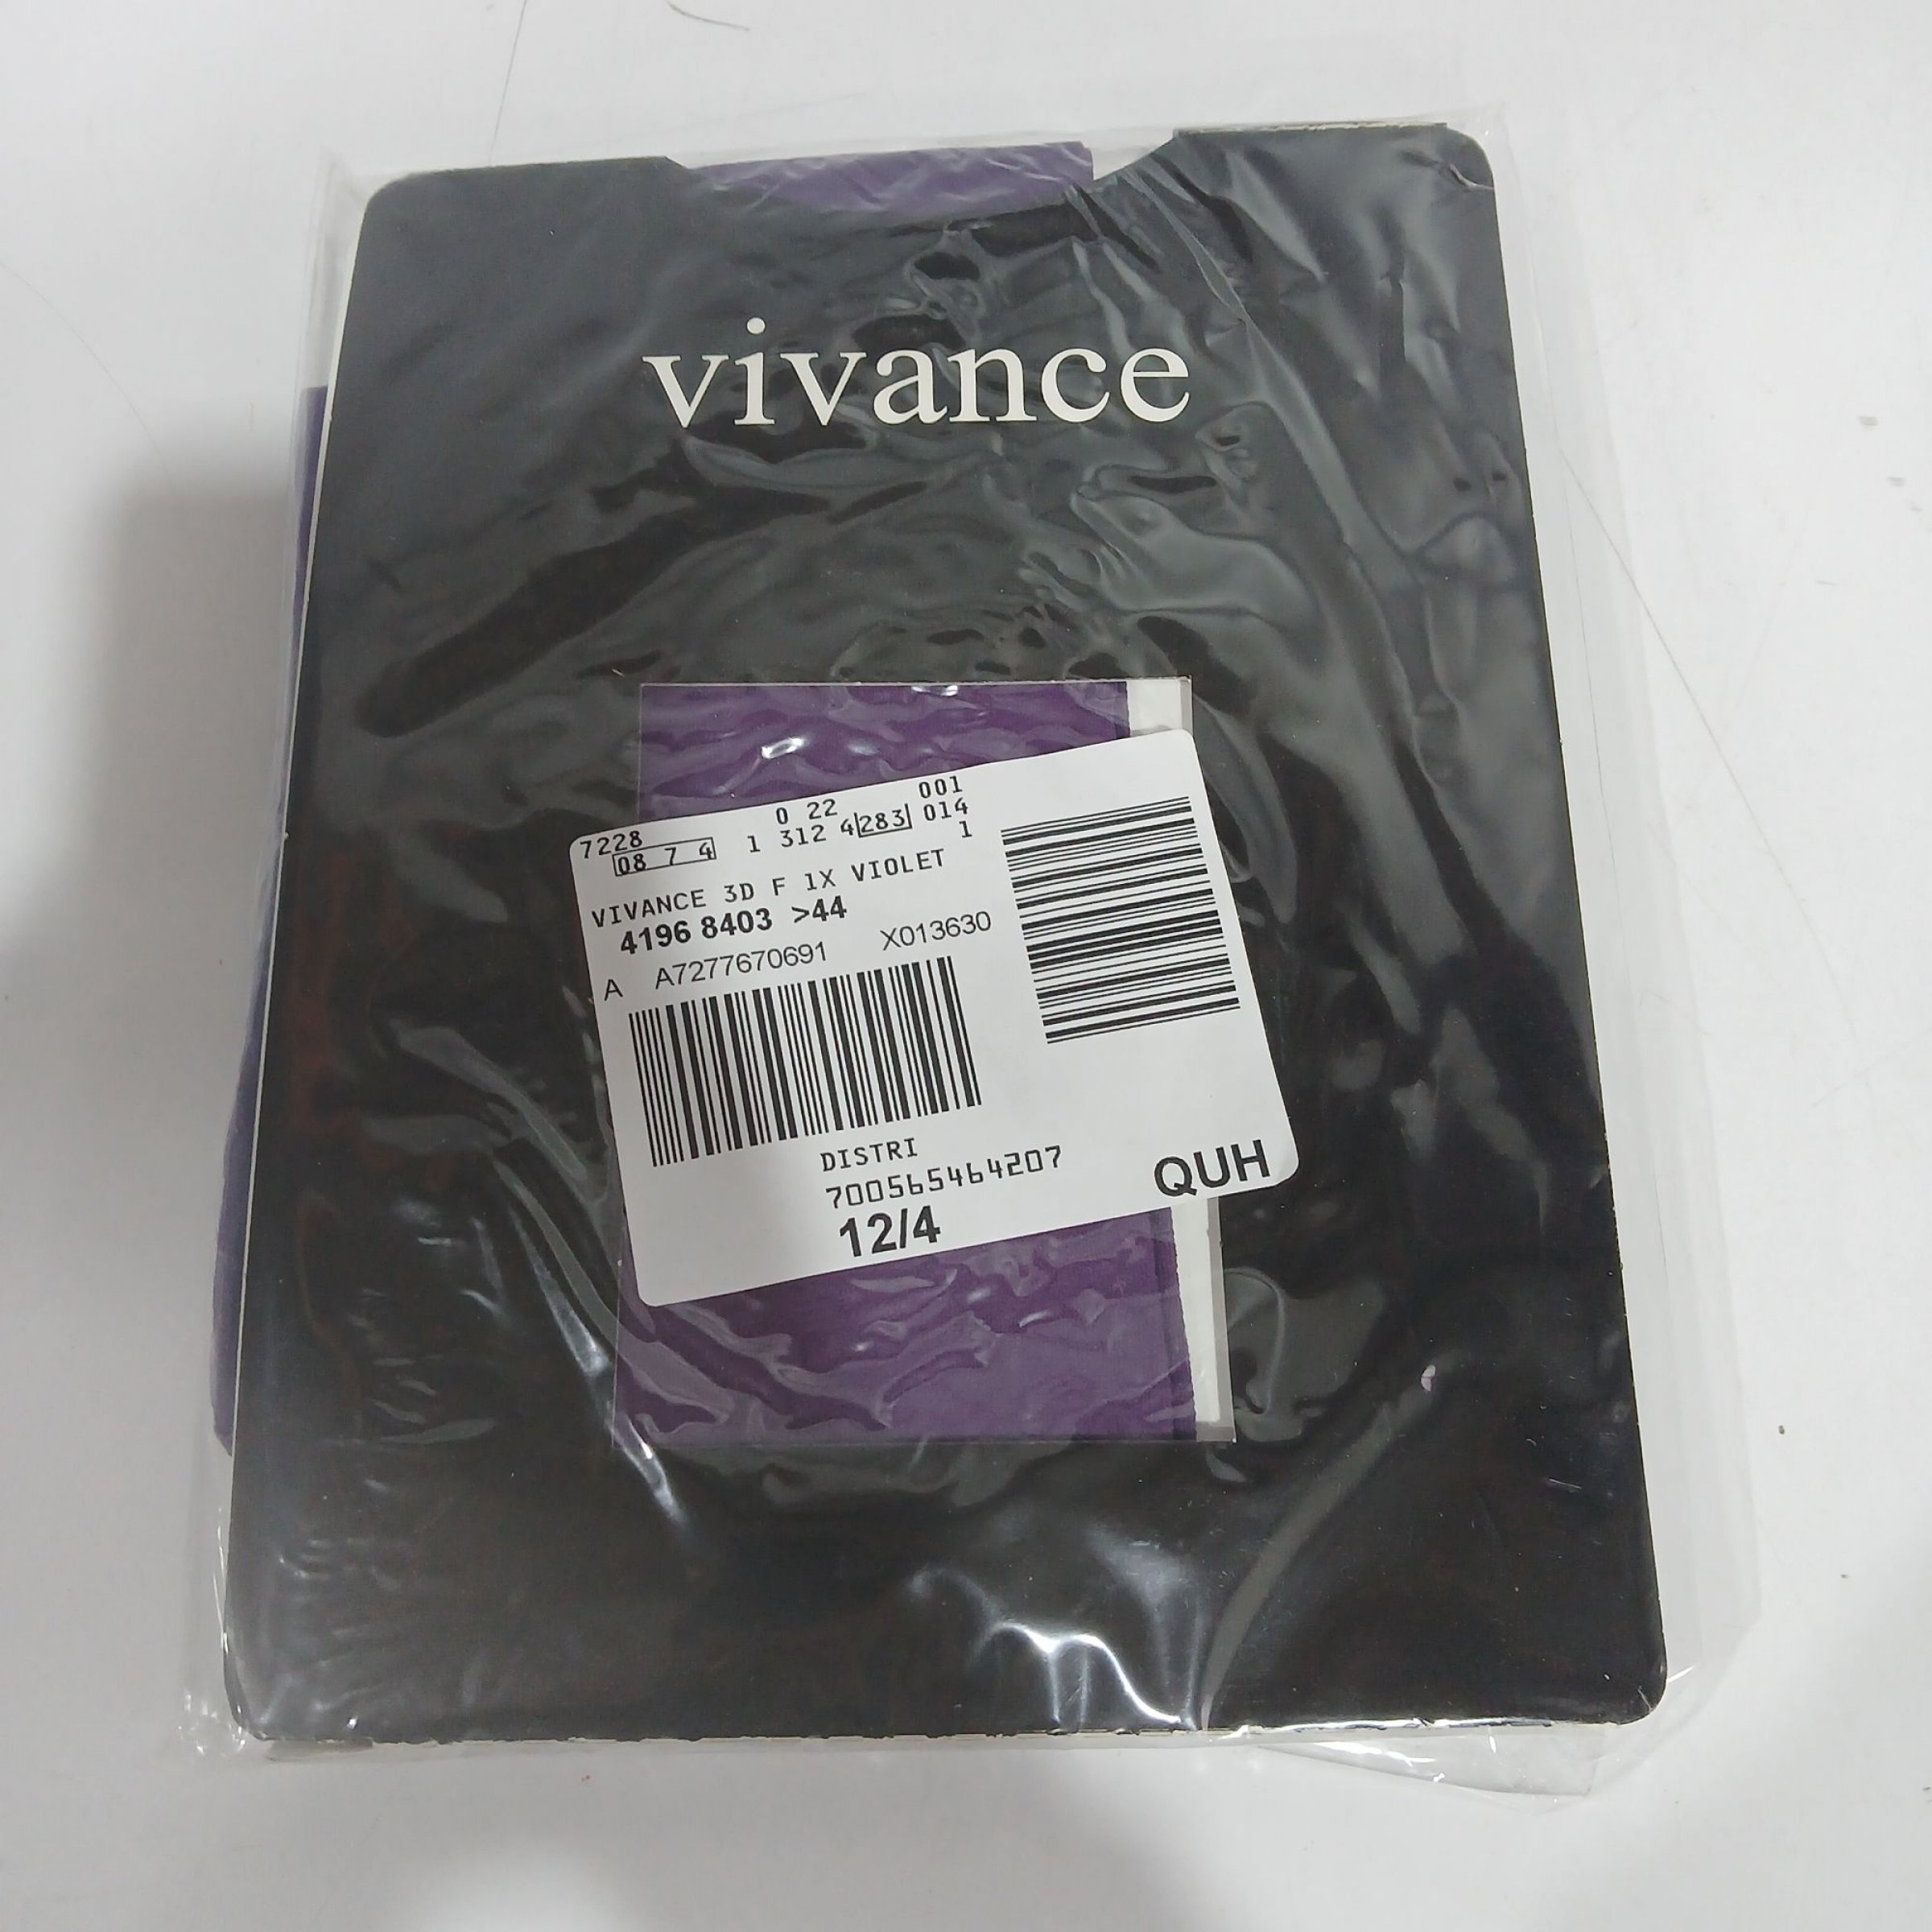 vivance
0 22 001
7228 08 7 4 1 312 4 283 014
1
VIVANCE 3D F 1X VIOLET
4196 8403 >44
A A7277670691 X013630
DISTRI
700565464207
QUH
12/4